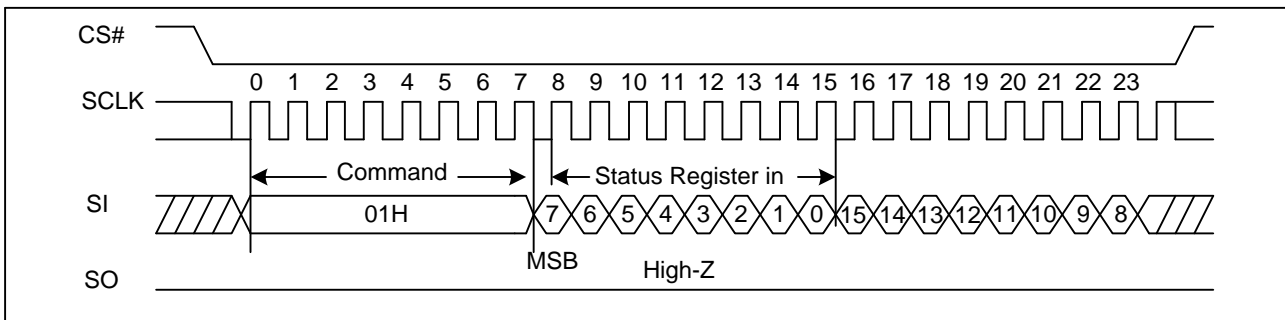 CS#
0 1 2 3 4 5 6 7 8 9 10 11 12 13 14 15 16 17 18 19 20 21 22 23
SCLK
Command Status Register in
SI 01H 7 6 5 4 3 2 1 0 15 14 13 12 11 10 9 8
MSB High-Z
SO